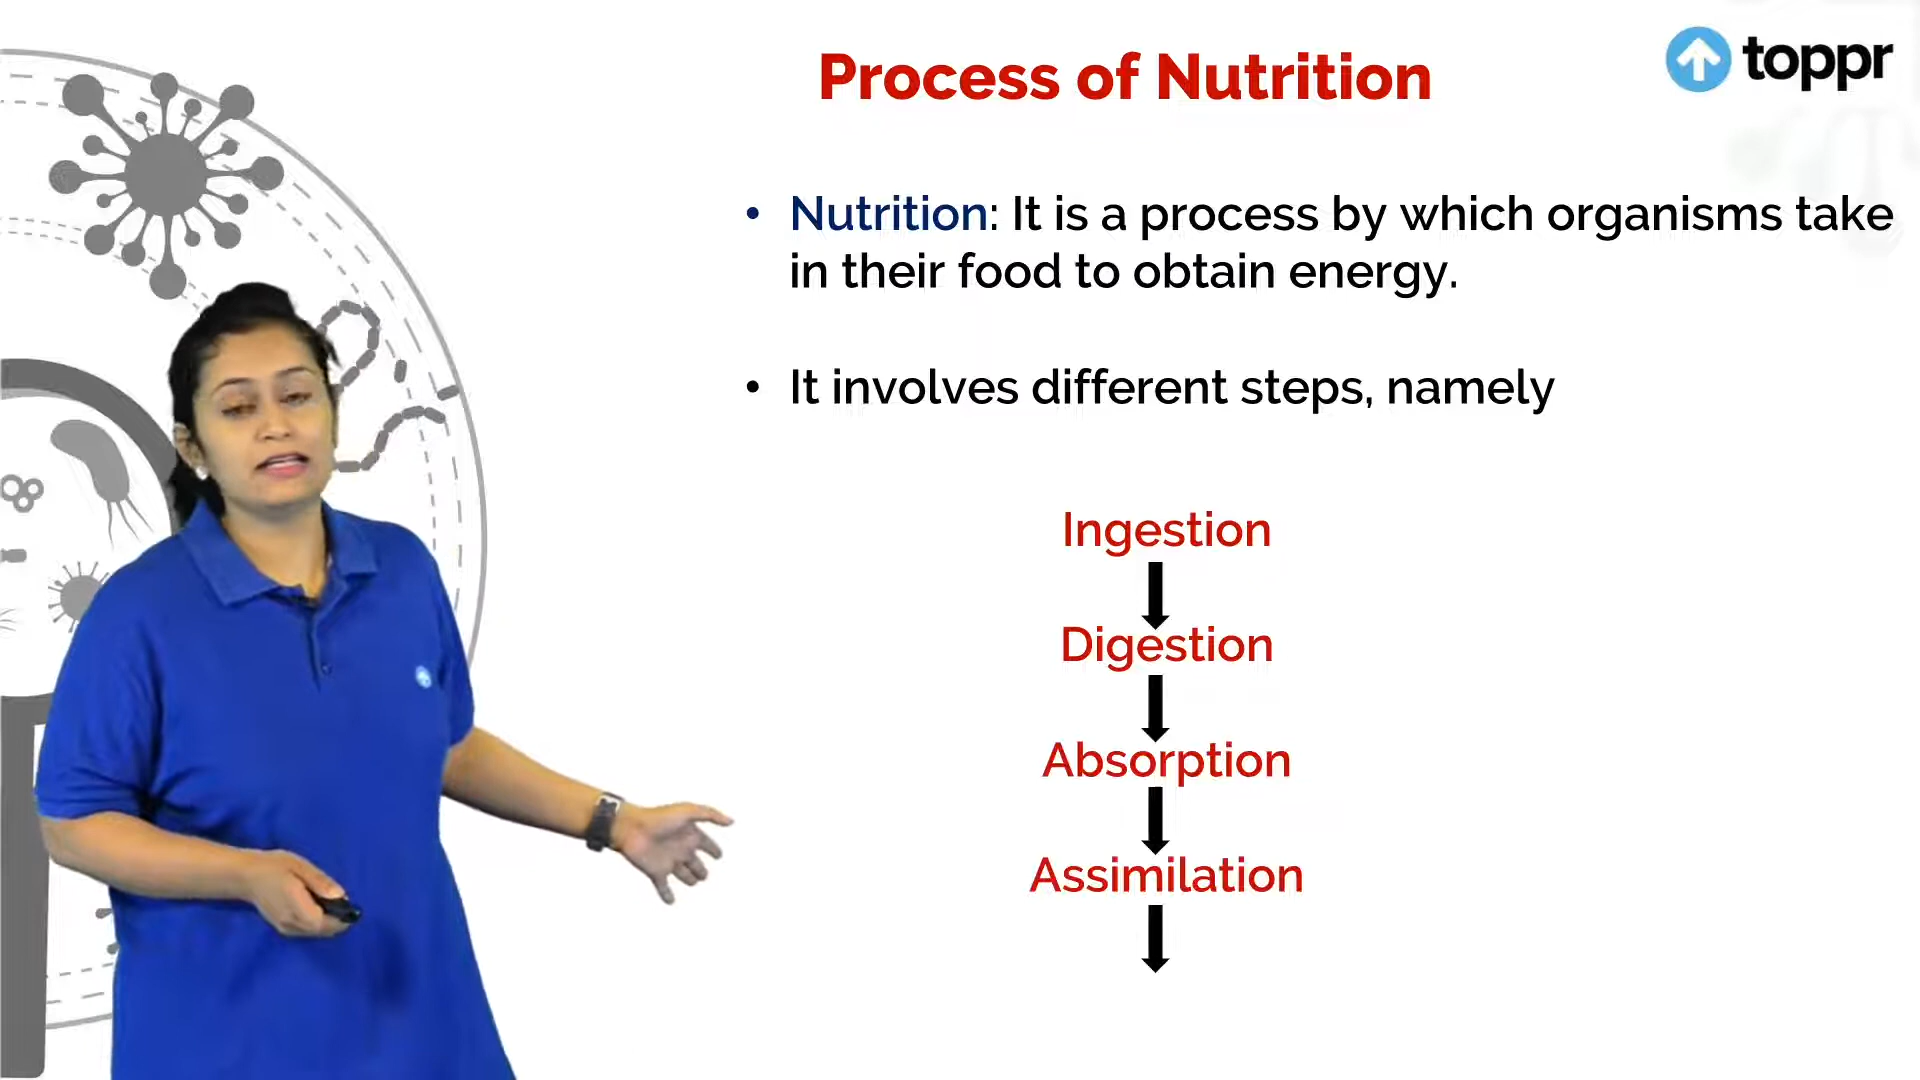 Process of Nutrition
toppr
• Nutrition: It is a process by which organisms take
in their food to obtain energy.
• It involves different steps, namely
Ingestion
Digestion
Absorption
Assimilation